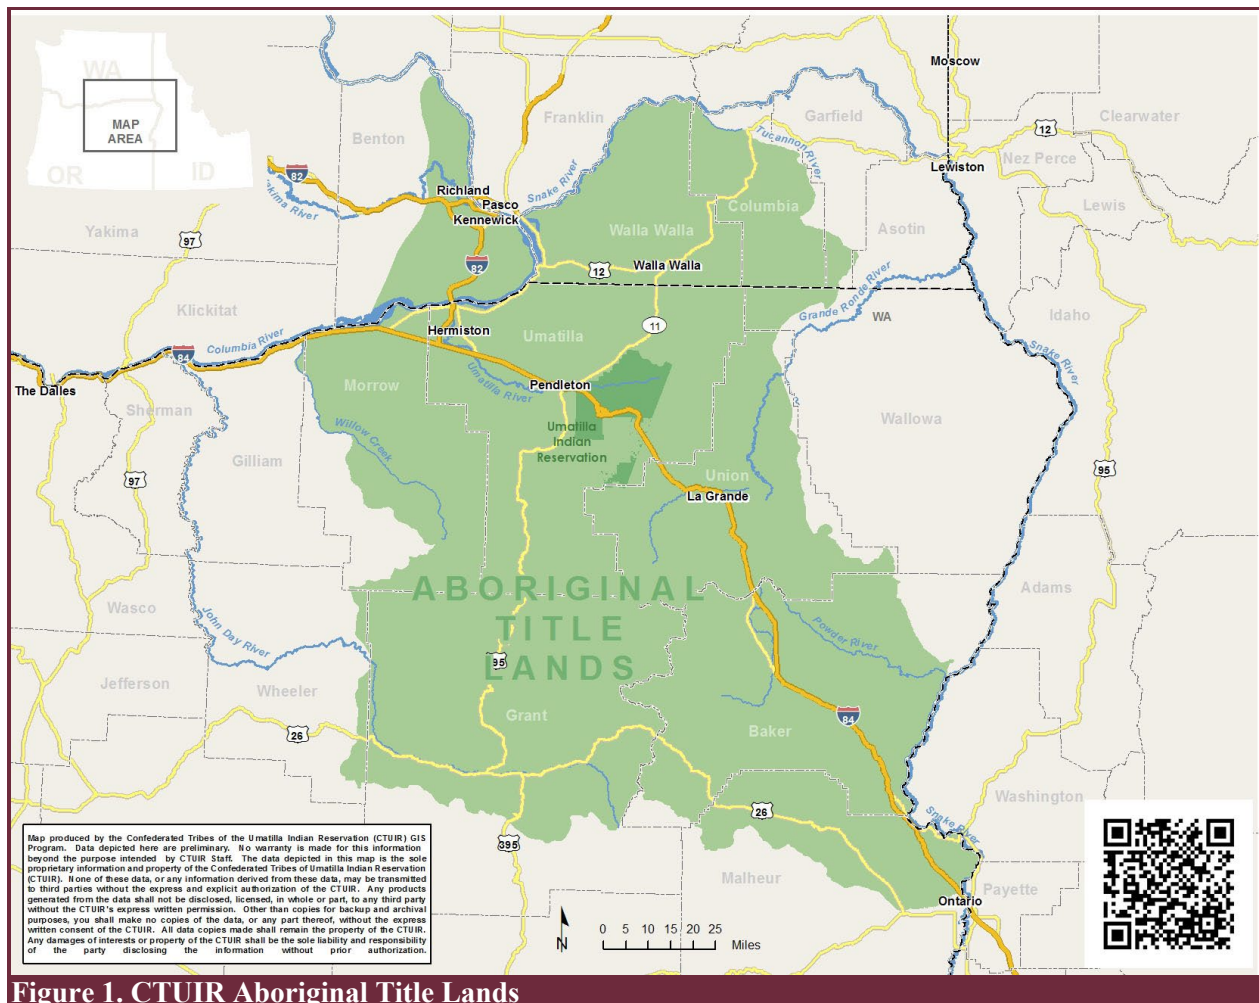 WA
MAP
AREA
OR
ID
Moscow
Clearwater
12
Nez Perce
Lewiston
Lewis
Garfield
Tucannon River
Franklin
Benton
82
Yakima River
Richland
Pasco
Kennewick
Snake River
Columbia
Asotin
Walla Walla
Yakima
97
82
12
Walla Walla
Klickitat
Grande Ronde River
WA
Idaho
11
Columbia River
Hermiston
Umatilla
Snake River
84
The Dalles
Morrow
Umatilla River
Pendleton
Sherman
Wallowa
Willow Creek
Umatilla
Indian
Reservation
Gilliam
Union
95
97
La Grande
ABORIGINAL
TITLE
LANDS
Adams
Wasco
John Day River
Powder River
95
Jefferson
Wheeler
Grant
84
Baker
26
Washington
26
Snake River
395
Malheur
Payette
Ontario
N
0 5 10 15 20 25
Miles
Map produced by the Confederated Tribes of the Umatilla Indian Reservation (CTUIR) GIS
Program. Data depicted here are preliminary. No warranty is made for this information
beyond the purpose intended by CTUIR Staff. The data depicted in this map is the sole
proprietary information and property of the Confederated Tribes of Umatilla Indian Reservation
(CTUIR). None of these data, or any information derived from these data, may be transmitted
to third parties without the express and explicit authorization of the CTUIR. Any products
generated from the data shall not be disclosed, licensed, in whole or part, to any third party
without the CTUIR's express written permission. Other than copies for backup and archival
purposes, you shall make no copies of the data, or any part thereof, without the express
written consent of the CTUIR. All data copies made shall remain the property of the CTUIR.
Any damages of interests or property of the CTUIR shall be the sole liability and responsibility
of the party disclosing the information without prior authorization.
Figure 1. CTUIR Aboriginal Title Lands